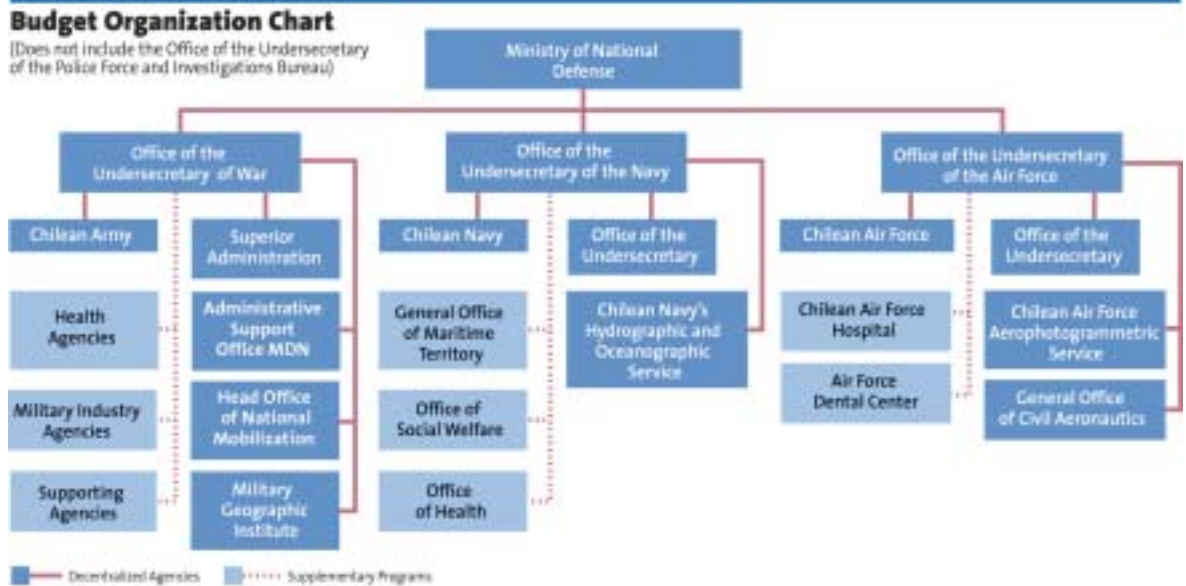 Budget Organization Chart
(Does not include the Office of the Undersecretary
of the Police Force and Investigations Bureau)
Ministry of National
Defense
Office of the
Undersecretary of War
Chilean Army
Superior
Administration
Health
Agencies
Administrative
Support
Office MDN
Military Industry
Agencies
Head Office
of National
Mobilization
Supporting
Agencies
Military
Geographic
Institute
Office of the
Undersecretary of the Navy
Chilean Navy
Office of the
Undersecretary
General Office
of Maritime
Territory
Chilean Navy's
Hydrographic and
Oceanographic
Service
Office of
Social Welfare
Office
of Health
Office of the Undersecretary
of the Air Force
Chilean Air Force
Office of the
Undersecretary
Chilean Air Force
Hospital
Chilean Air Force
Aerophotogrammetric
Service
Air Force
Dental Center
General Office
of Civil Aeronautics
Decentralized Agencies
Supplementary Programs